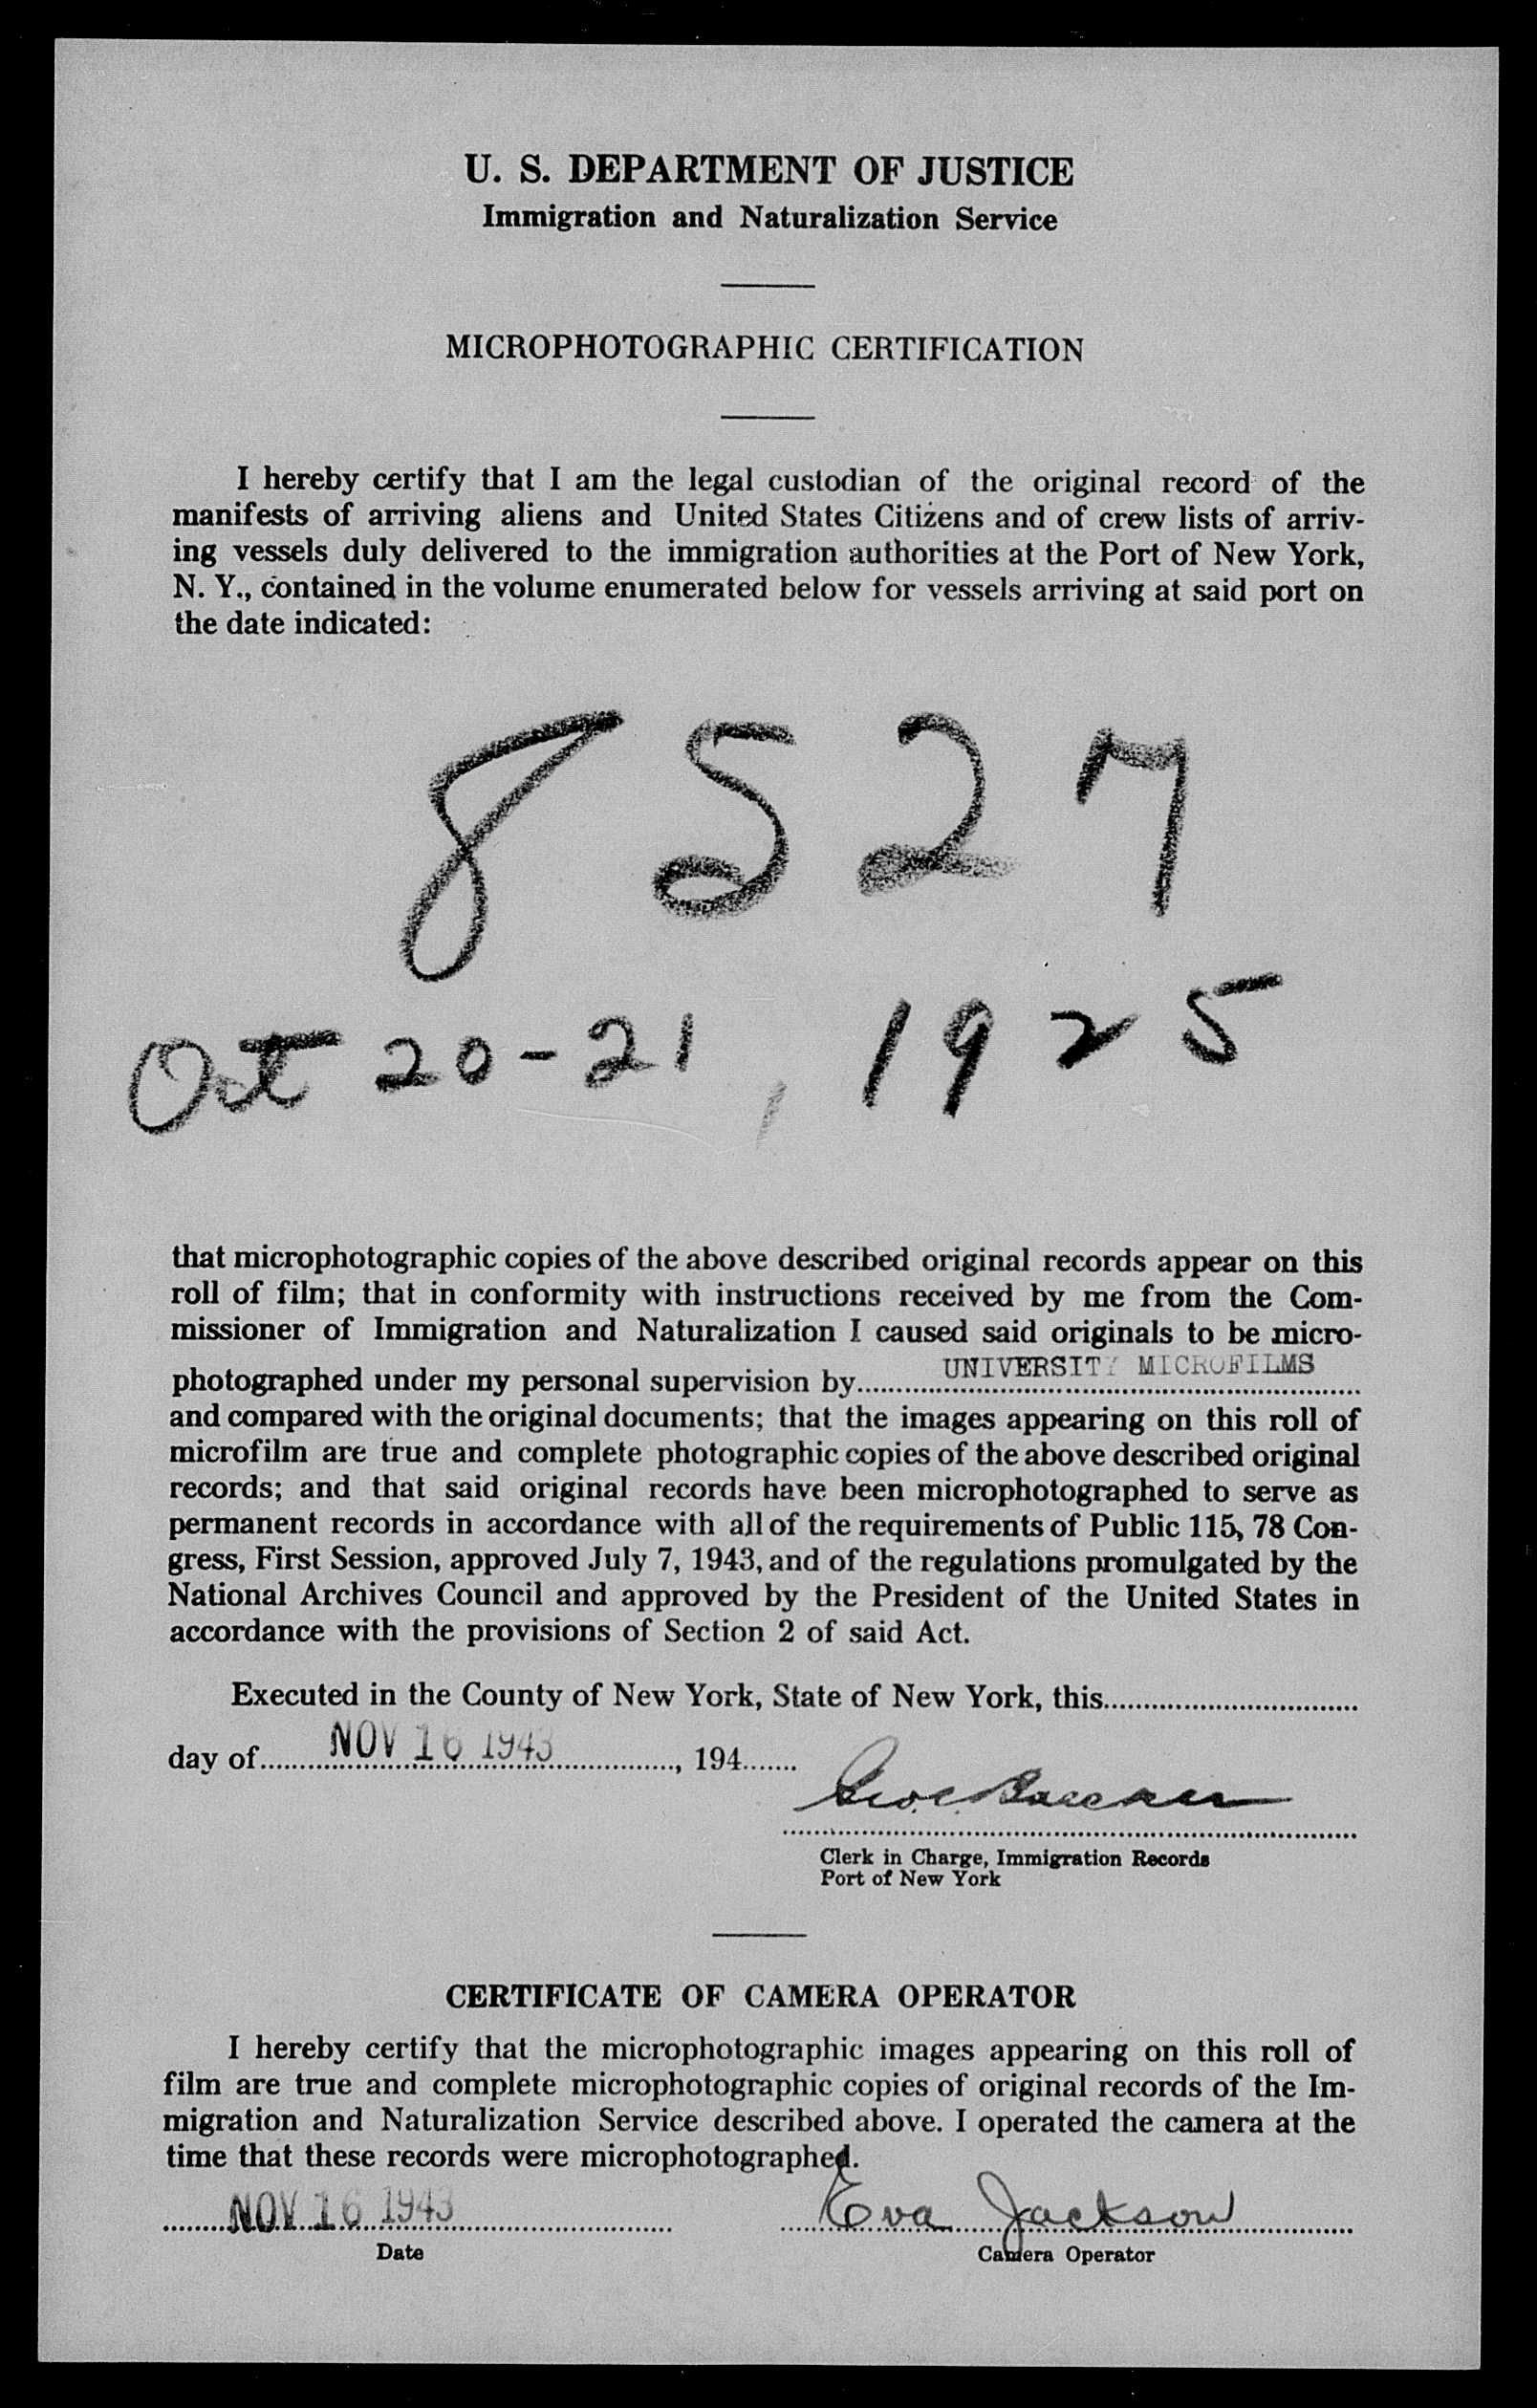 U. S. DEPARTMENT OF JUSTICE
Immigration and Naturalization Service
MICROPHOTOGRAPHIC CERTIFICATION
I hereby certify that I am the legal custodian of the original record of the
manifests of arriving aliens and United States Citizens and of crew lists of arriv-
ing vessels duly delivered to the immigration authorities at the Port of New York,
N. Y., contained in the volume enumerated below for vessels arriving at said port on
the date indicated:
8527
Oct 20-21, 1925
that microphotographic copies of the above described original records appear on this
roll of film; that in conformity with instructions received by me from the Com-
missioner of Immigration and Naturalization I caused said originals to be micro-
photographed under my personal supervision by UNIVERSITY MICROFILMS
and compared with the original documents; that the images appearing on this roll of
microfilm are true and complete photographic copies of the above described original
records; and that said original records have been microphotographed to serve as
permanent records in accordance with all of the requirements of Public 115, 78 Con-
gress, First Session, approved July 7, 1943, and of the regulations promulgated by the
National Archives Council and approved by the President of the United States in
accordance with the provisions of Section 2 of said Act.
Executed in the County of New York, State of New York, this
day of NOV 16 1943, 194
Clerk in Charge, Immigration Records
Port of New York
CERTIFICATE OF CAMERA OPERATOR
I hereby certify that the microphotographic images appearing on this roll of
film are true and complete microphotographic copies of original records of the Im-
migration and Naturalization Service described above. I operated the camera at the
time that these records were microphotographed.
NOV 16 1943 Eva Jackson
Date Camera Operator